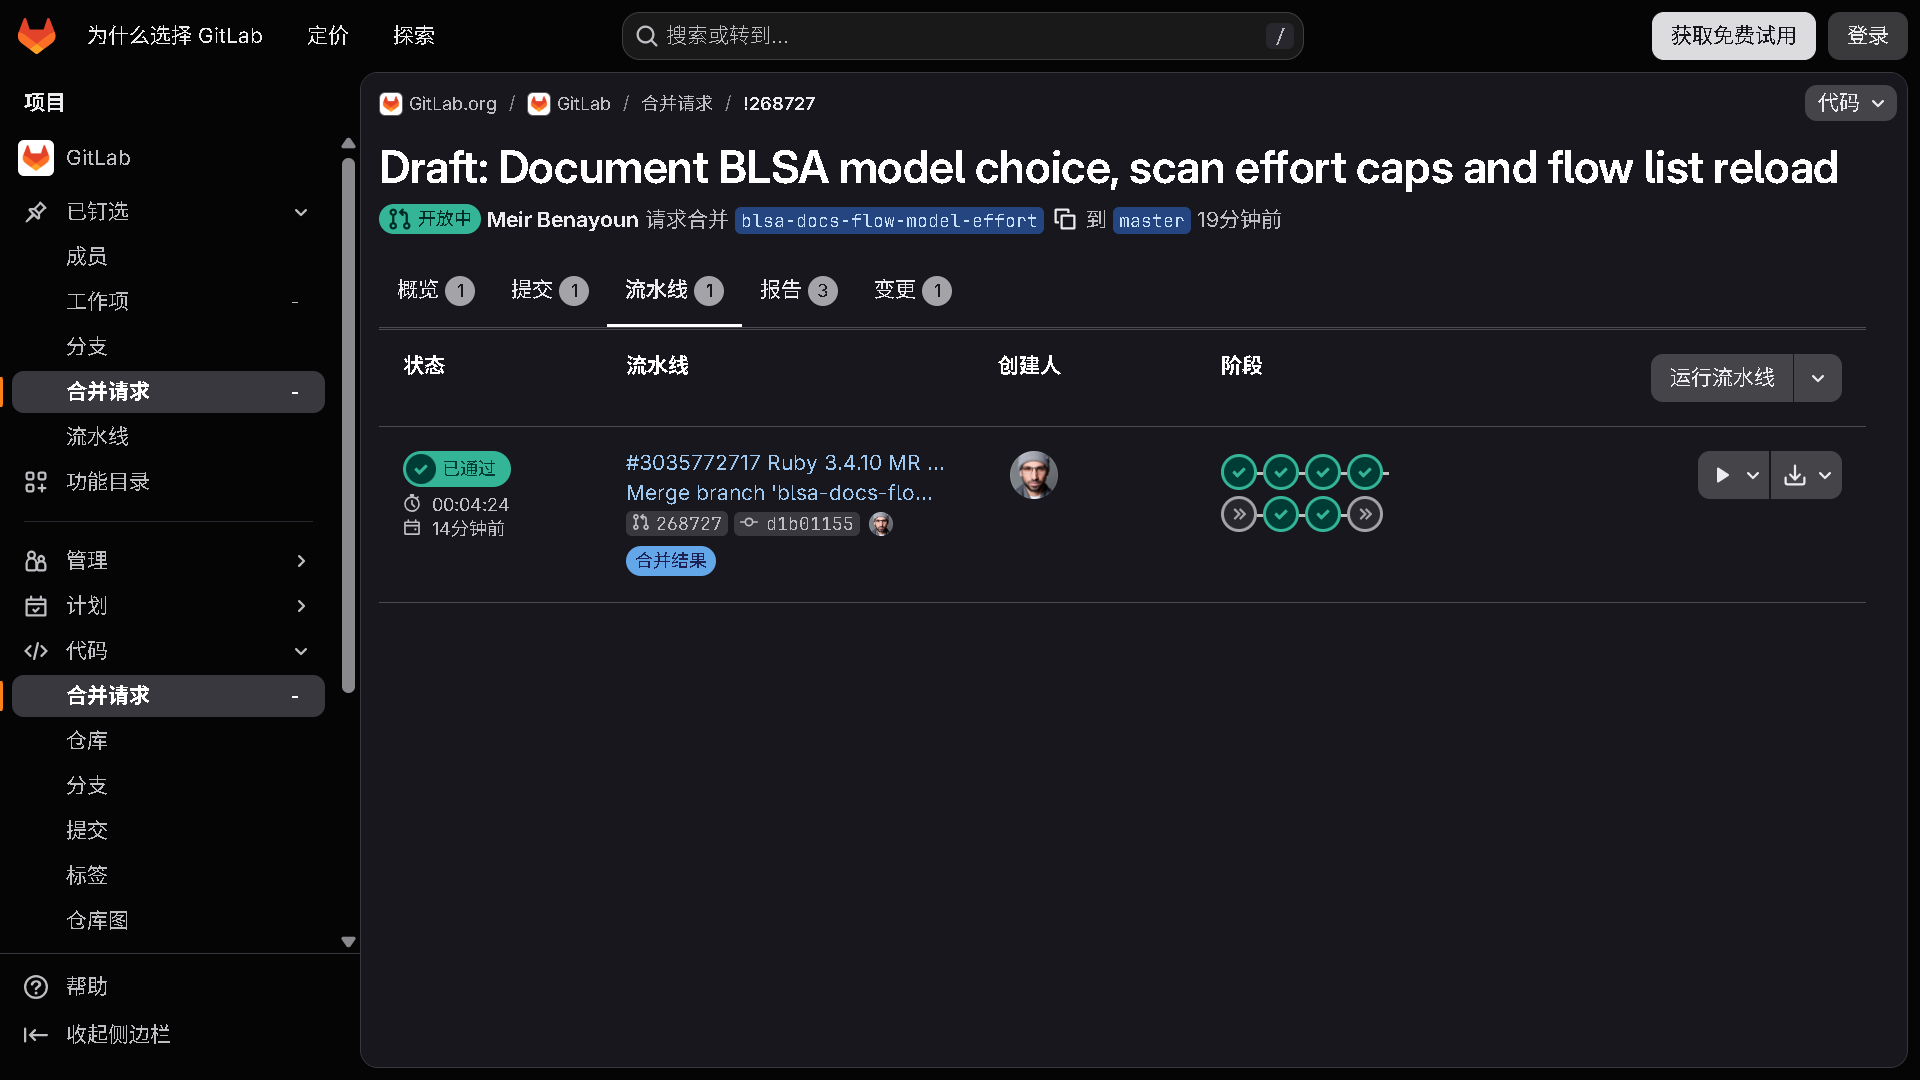 为什么选择 GitLab
定价
探索
搜索或转到...
/
获取免费试用
登录
项目
GitLab
已钉选
成员
工作项 -
分支
合并请求 -
流水线
功能目录
管理
计划
代码
合并请求 -
仓库
分支
提交
标签
仓库图
帮助
收起侧边栏
GitLab.org / GitLab / 合并请求 / !268727
代码
Draft: Document BLSA model choice, scan effort caps and flow list reload
开放中 Meir Benayoun 请求合并 blsa-docs-flow-model-effort 到 master 19分钟前
概览 1
提交 1
流水线 1
报告 3
变更 1
状态
流水线
创建人
阶段
运行流水线
已通过
00:04:24
14分钟前
#3035772717 Ruby 3.4.10 MR ...
Merge branch 'blsa-docs-flo...
268727 d1b01155
合并结果